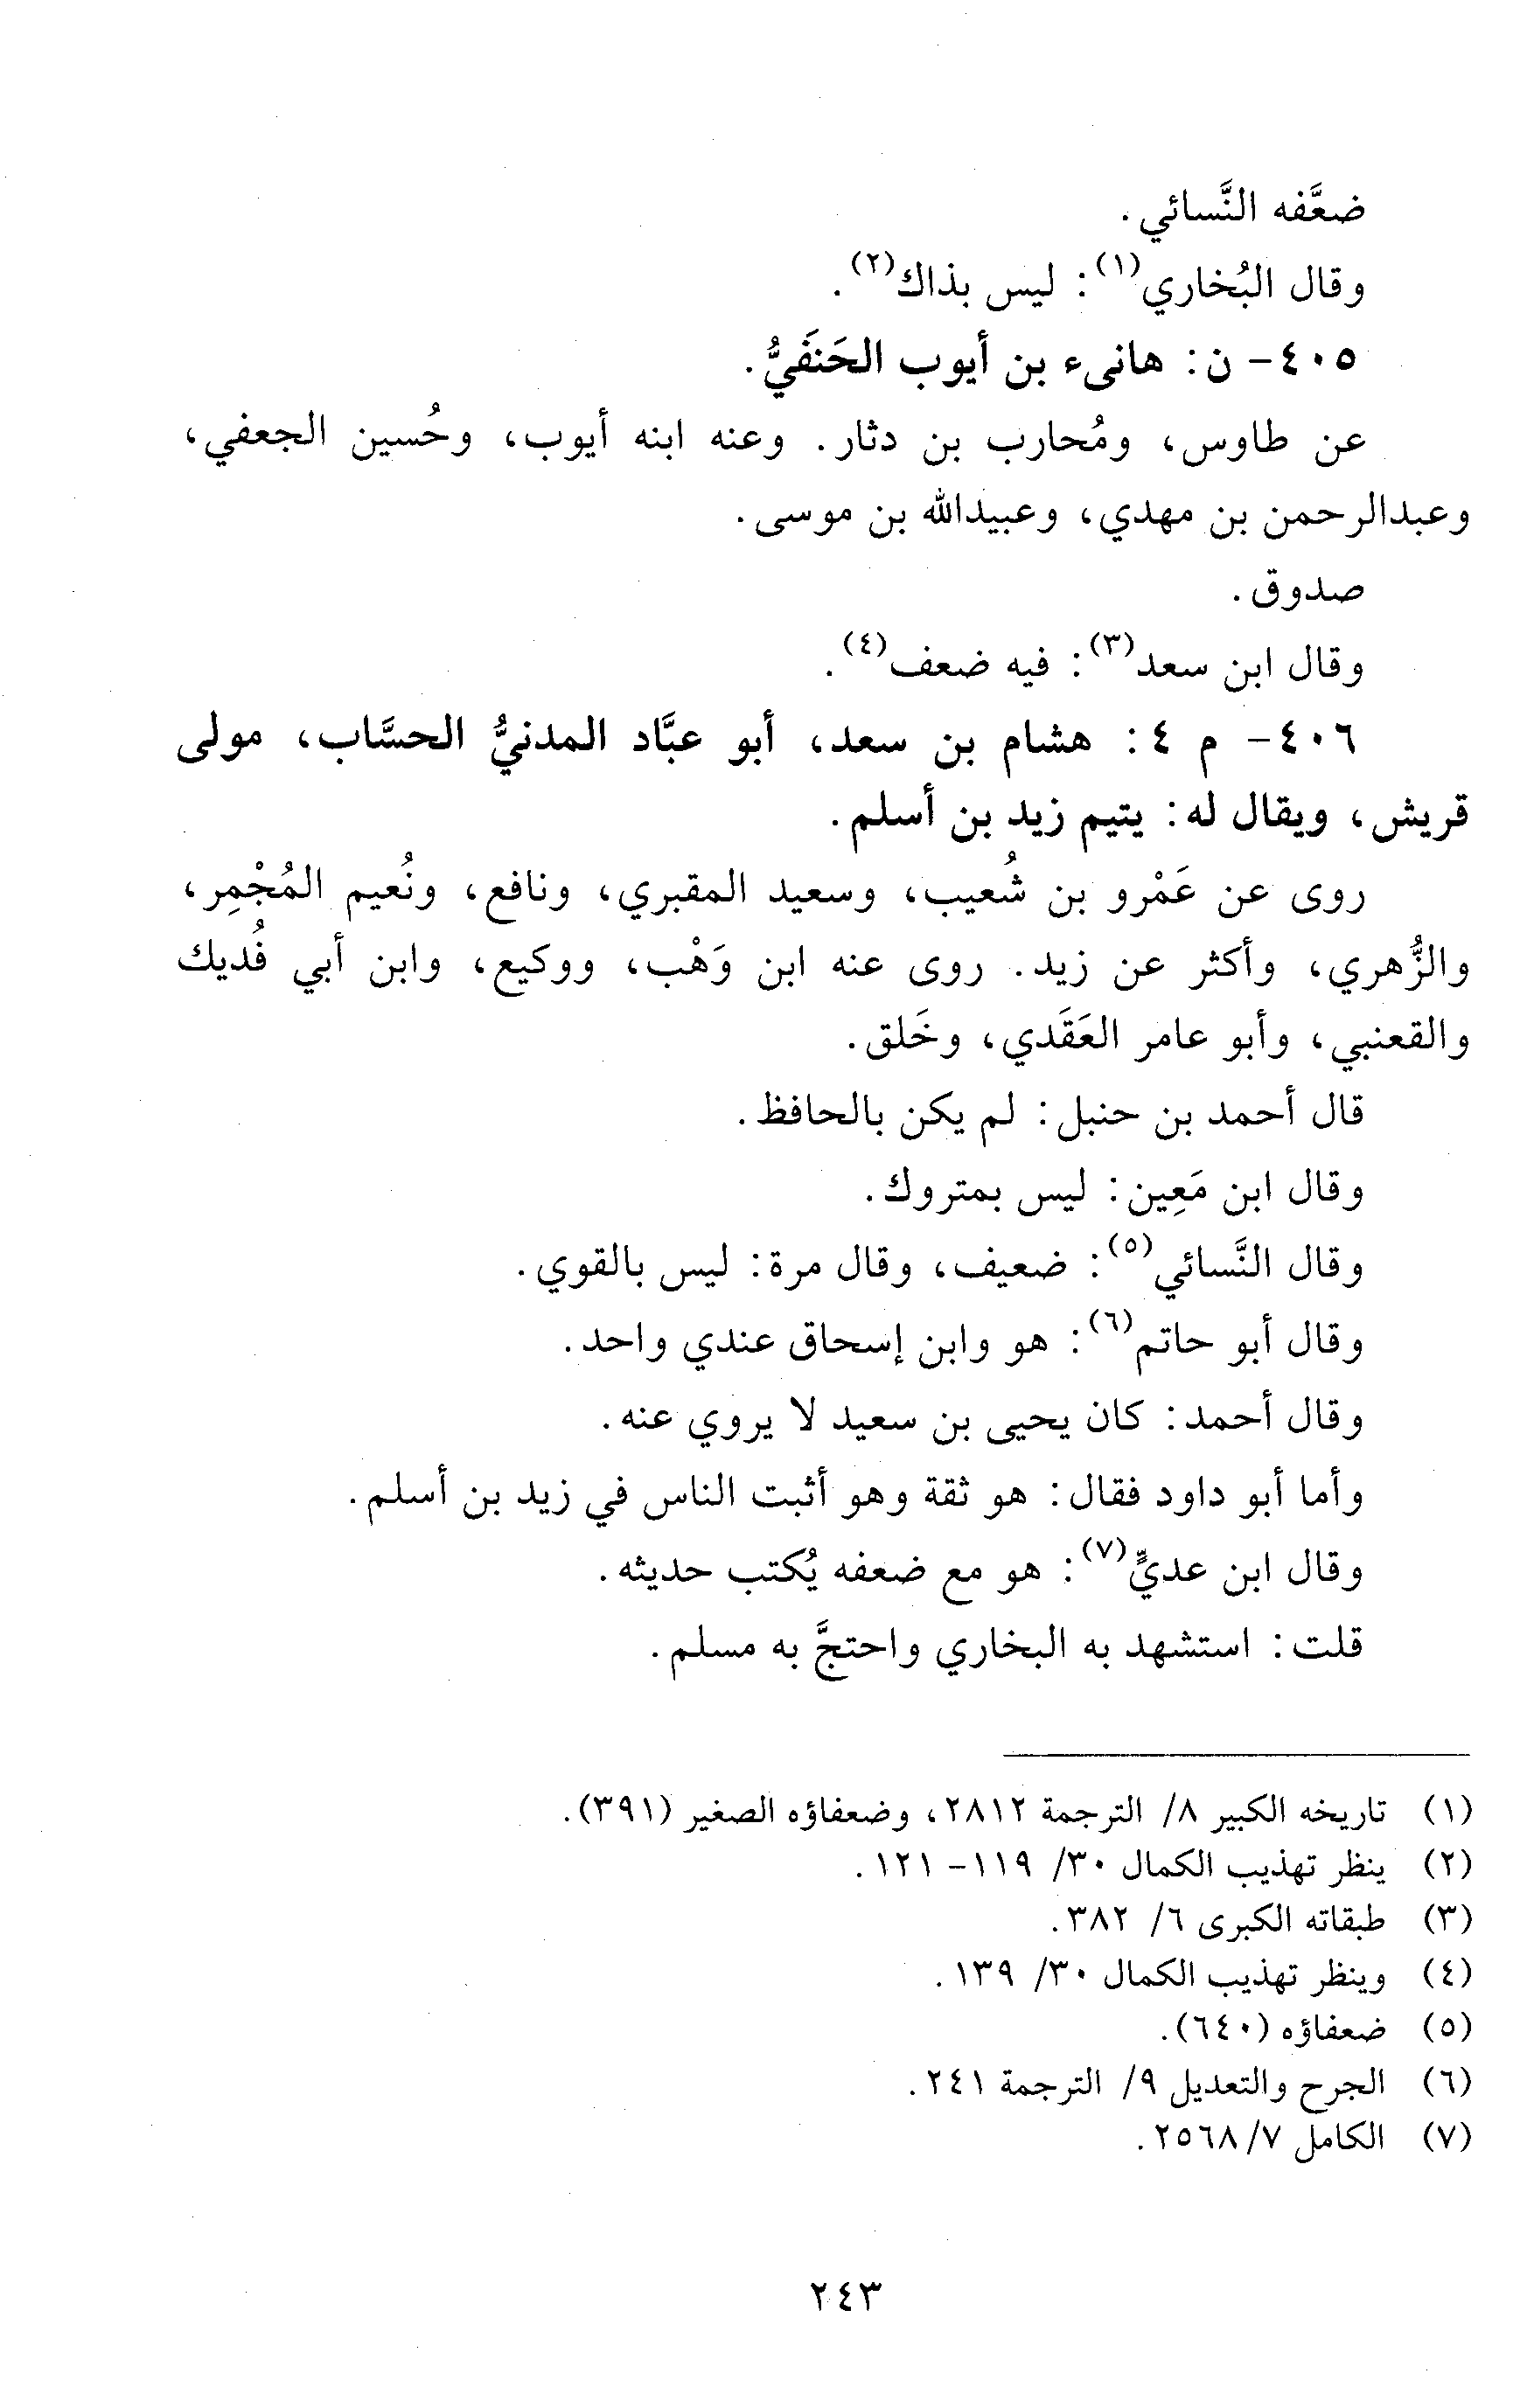 ضعَّفه النَّسائي.
وقال البُخاري(١): ليس بذاك(٢).
٤٠٥- ن: هانىء بن أيوب الحَنَفَيُّ.
عن طاوس، ومُحارب بن دثار. وعنه ابنه أيوب، وحُسين الجعفي،
وعبدالرحمن بن مهدي، وعبيدالله بن موسى.
صدوق.
وقال ابن سعد(٣): فيه ضعف(٤).
٤٠٦- م ٤: هشام بن سعد، أبو عبَّاد المدنيُّ الحسَّاب، مولى
قريش، ويقال له: يتيم زيد بن أسلم.
روى عن عَمْرو بن شُعيب، وسعيد المقبري، ونافع، ونُعيم المُجْمِر،
والزُّهري، وأكثر عن زيد. روى عنه ابن وَهْب، ووكيع، وابن أبي فُديك
والقعنبي، وأبو عامر العَقَدي، وخَلق.
قال أحمد بن حنبل: لم يكن بالحافظ.
وقال ابن مَعِين: ليس بمتروك.
وقال النَّسائي(٥): ضعيف، وقال مرة: ليس بالقوي.
وقال أبو حاتم(٦): هو وابن إسحاق عندي واحد.
وقال أحمد: كان يحيى بن سعيد لا يروي عنه.
وأما أبو داود فقال: هو ثقة وهو أثبت الناس في زيد بن أسلم.
وقال ابن عديٍّ(٧): هو مع ضعفه يُكتب حديثه.
قلت: استشهد به البخاري واحتجَّ به مسلم.
(١) تاريخه الكبير ٨/ الترجمة ٢٨١٢، وضعفاؤه الصغير (٣٩١).
(٢) ينظر تهذيب الكمال ٣٠/ ١١٩- ١٢١.
(٣) طبقاته الكبرى ٦/ ٣٨٢.
(٤) وينظر تهذيب الكمال ٣٠/ ١٣٩.
(٥) ضعفاؤه (٦٤٠).
(٦) الجرح والتعديل ٩/ الترجمة ٢٤١.
(٧) الكامل ٧/ ٢٥٦٨.
٢٤٣